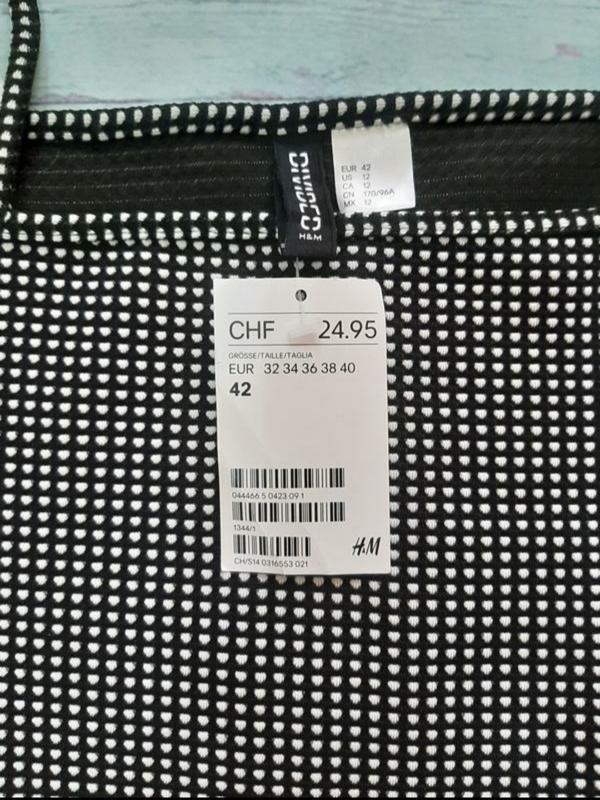 DIVIDED
H&M
EUR 42
US 12
CA 12
CN 170/96A
MX 12
CHF 24.95
GRÖSSE/TAILLE/TAGLIA
EUR 32 34 36 38 40
42
044466 5 0423 09 1
1344/1
CH/S14 0316553 021
H&M